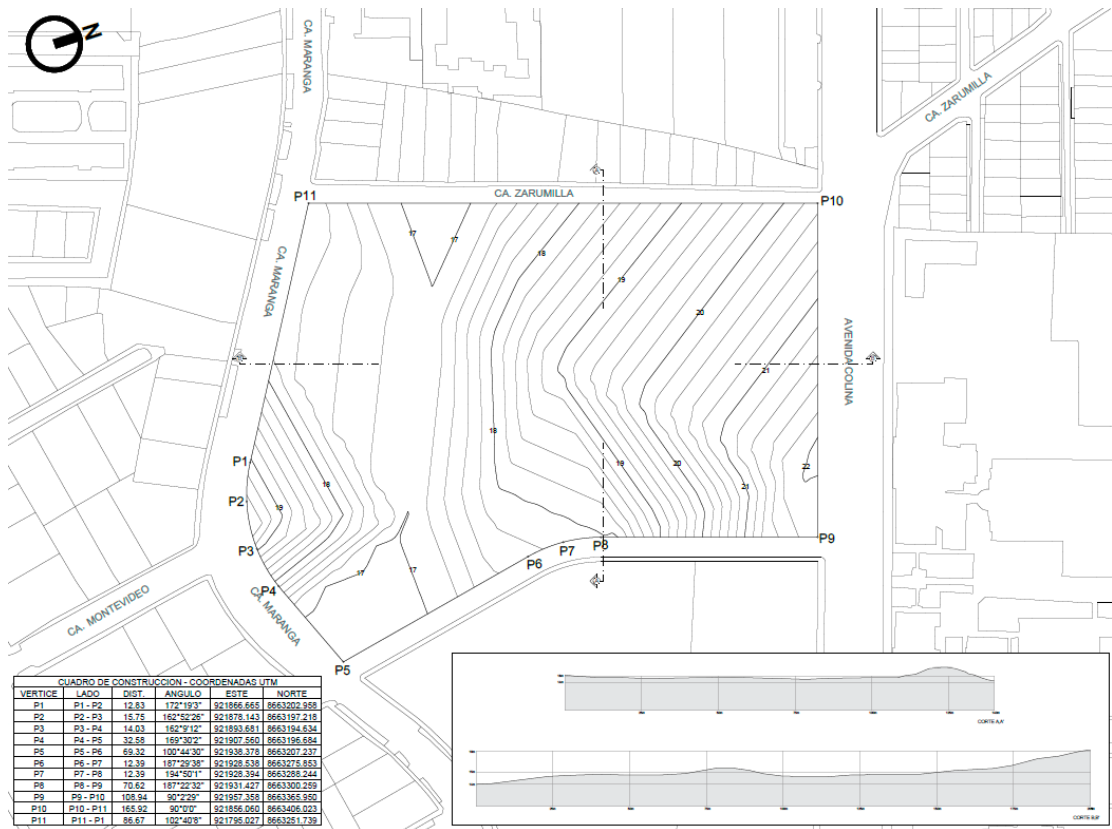 N
CA. MARANGA
CA. ZARUMILLA
P11
CA. ZARUMILLA
P10
17
17
18
19
20
21
CA. MARANGA
AVENIDA COLINA
18
19
20
21
22
18
19
17
17
P1
P2
P3
P4
P5
P6
P7
P8
P9
CA. MARANGA
CA. MONTEVIDEO
CUADRO DE CONSTRUCCION - COORDENADAS UTM
VERTICE LADO DIST. ANGULO ESTE NORTE
P1 P1 - P2 12.83 172°19'3" 921866.665 8663202.958
P2 P2 - P3 15.75 162°52'26" 921878.143 8663197.218
P3 P3 - P4 14.03 162°9'12" 921893.681 8663194.634
P4 P4 - P5 32.58 169°30'2" 921907.560 8663196.684
P5 P5 - P6 69.32 100°44'30" 921938.378 8663207.237
P6 P6 - P7 12.39 187°29'38" 921928.538 8663275.853
P7 P7 - P8 12.39 194°50'1" 921928.394 8663288.244
P8 P8 - P9 70.62 187°22'32" 921931.427 8663300.259
P9 P9 - P10 108.94 90°2'29" 921957.358 8663365.950
P10 P10 - P11 165.92 90°0'0" 921856.060 8663406.023
P11 P11 - P1 86.67 102°40'8" 921795.027 8663251.739
CORTE A,A'
CORTE B,B'